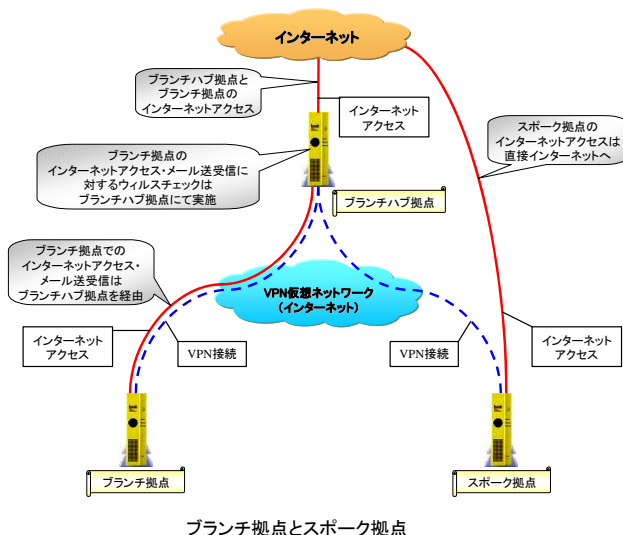 インターネット
ブランチハブ拠点と
ブランチ拠点の
インターネットアクセス
インターネット
アクセス
スポーク拠点の
インターネットアクセスは
直接インターネットへ
ブランチ拠点の
インターネットアクセス・メール送受信に
対するウィルスチェックは
ブランチハブ拠点にて実施
ブランチハブ拠点
ブランチ拠点での
インターネットアクセス・
メール送受信は
ブランチハブ拠点を経由
VPN仮想ネットワーク
(インターネット)
インターネット
アクセス
VPN接続
VPN接続
インターネット
アクセス
ブランチ拠点
スポーク拠点
ブランチ拠点とスポーク拠点